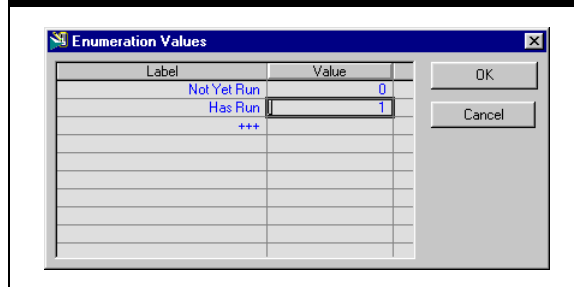 Enumeration Values
Label Value
Not Yet Run 0
Has Run 1
+++
OK
Cancel